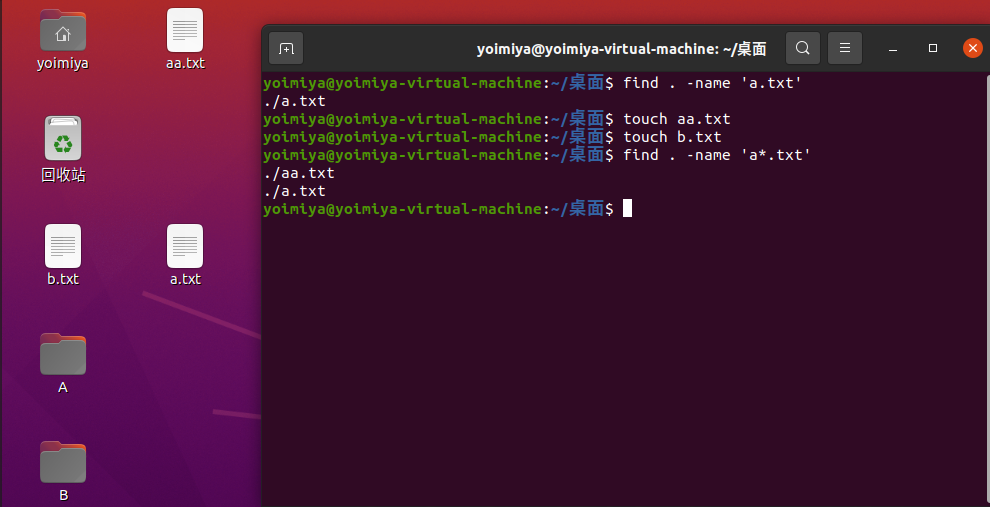 yoimiya
aa.txt
回收站
b.txt
a.txt
A
B
yoimiya@yoimiya-virtual-machine: ~/桌面
yoimiya@yoimiya-virtual-machine:~/桌面$ find . -name 'a.txt'
./a.txt
yoimiya@yoimiya-virtual-machine:~/桌面$ touch aa.txt
yoimiya@yoimiya-virtual-machine:~/桌面$ touch b.txt
yoimiya@yoimiya-virtual-machine:~/桌面$ find . -name 'a*.txt'
./aa.txt
./a.txt
yoimiya@yoimiya-virtual-machine:~/桌面$